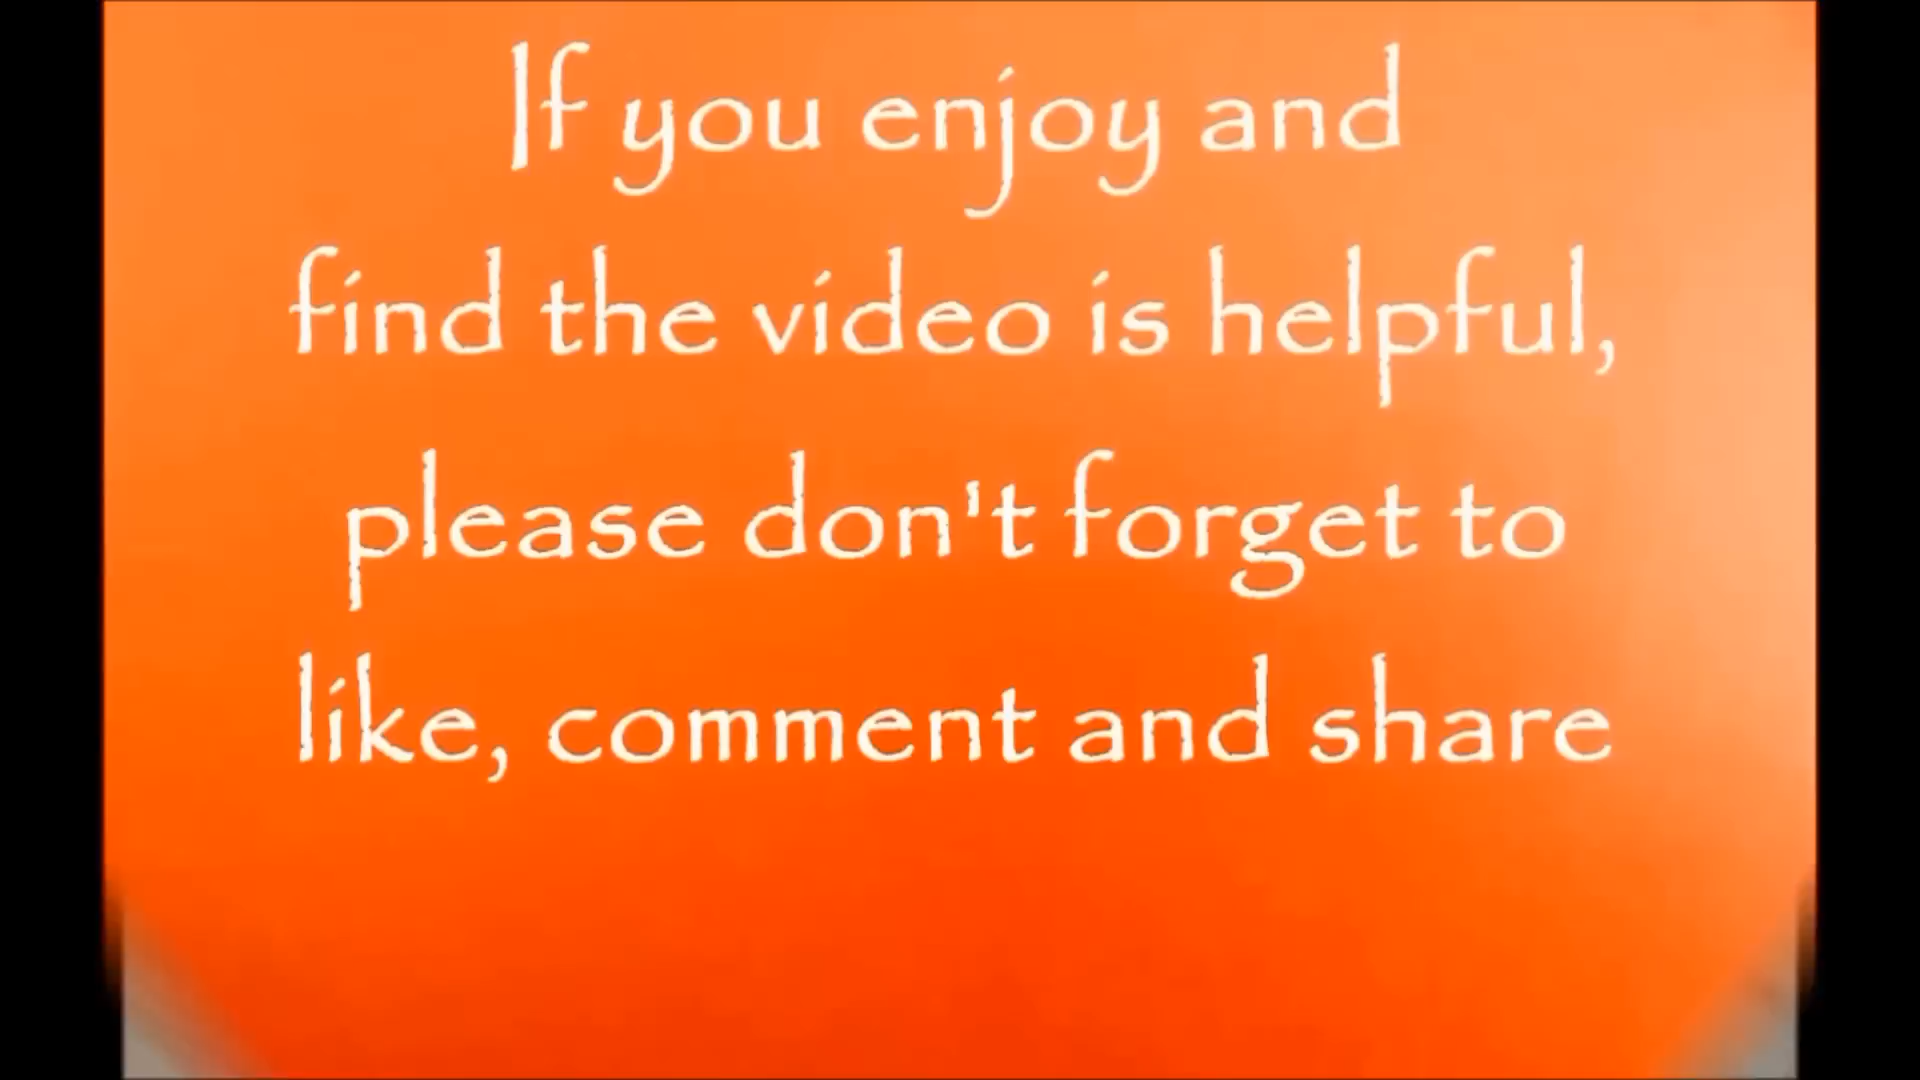 If you enjoy and
find the video is helpful,
please don't forget to
like, comment and share